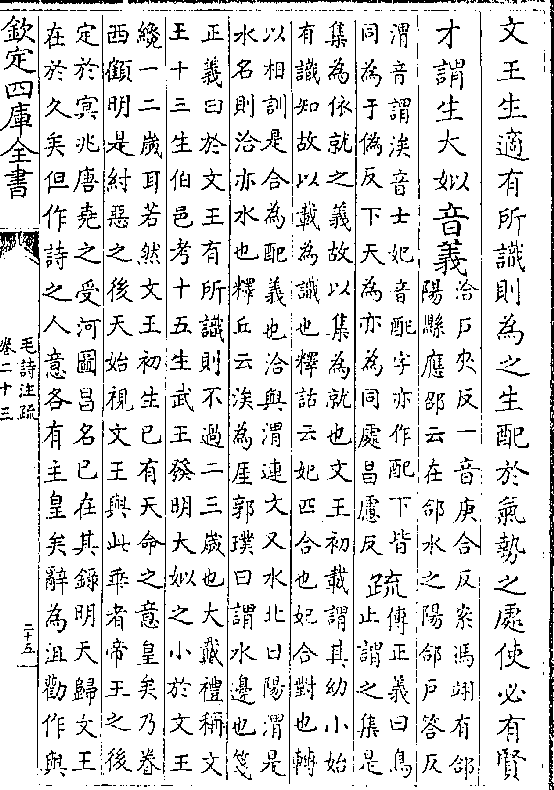 文王生適有所識則為之生配於氣勢之處使必有賢
才謂生大姒音義
洽戶夾反一音庚合反案馮翊有郃
陽縣應邵云在郃水之陽郃戶答反
渭音謂涘音士妃音配字亦作配下皆
同為于偽反下天為亦為同處昌慮反
疏
傳正義曰鳥
止謂之集是
集為依就之義故以集為就也文王初載謂其幼小始
有識知故以載為識也釋詁云妃匹合也妃合對也轉
以相訓是合為配義也洽與渭連文又水北曰陽渭是
水名則洽亦水也釋丘云涘為厓郭璞曰謂水邊也箋
正義曰於文王有所識則不過二三歲也大戴禮稱文
王十三生伯邑考十五生武王發明大姒之小於文王
纔一二歲耳若然文王初生已有天命之意皇矣乃眷
西顧明是紂惡之後天始視文王與此乖者帝王之後
定於冥兆唐堯之受河圖昌名已在其錄明天歸文王
在於久矣但作詩之人意各有主皇矣辭為沮勸作與
欽定四庫全書
毛詩注疏
卷二十三
二十五